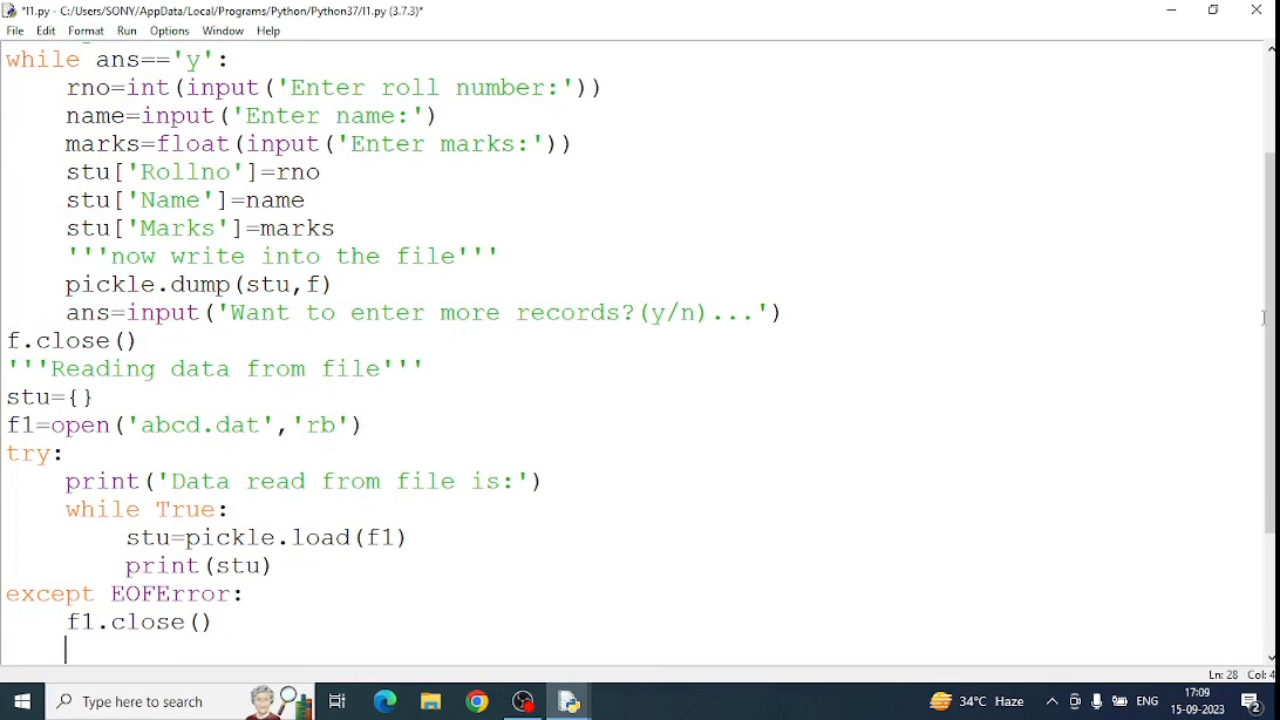 *l1.py - C:/Users/SONY/AppData/Local/Programs/Python/Python37/l1.py (3.7.3)*
File Edit Format Run Options Window Help
while ans=='y':
    rno=int(input('Enter roll number:'))
    name=input('Enter name:')
    marks=float(input('Enter marks:'))
    stu['Rollno']=rno
    stu['Name']=name
    stu['Marks']=marks
    '''now write into the file'''
    pickle.dump(stu,f)
    ans=input('Want to enter more records?(y/n)...')
f.close()
'''Reading data from file'''
stu={}
f1=open('abcd.dat','rb')
try:
    print('Data read from file is:')
    while True:
        stu=pickle.load(f1)
        print(stu)
except EOFError:
    f1.close()
Ln: 28 Col: 4
Type here to search
34°C Haze
ENG
17:09
15-09-2023
2